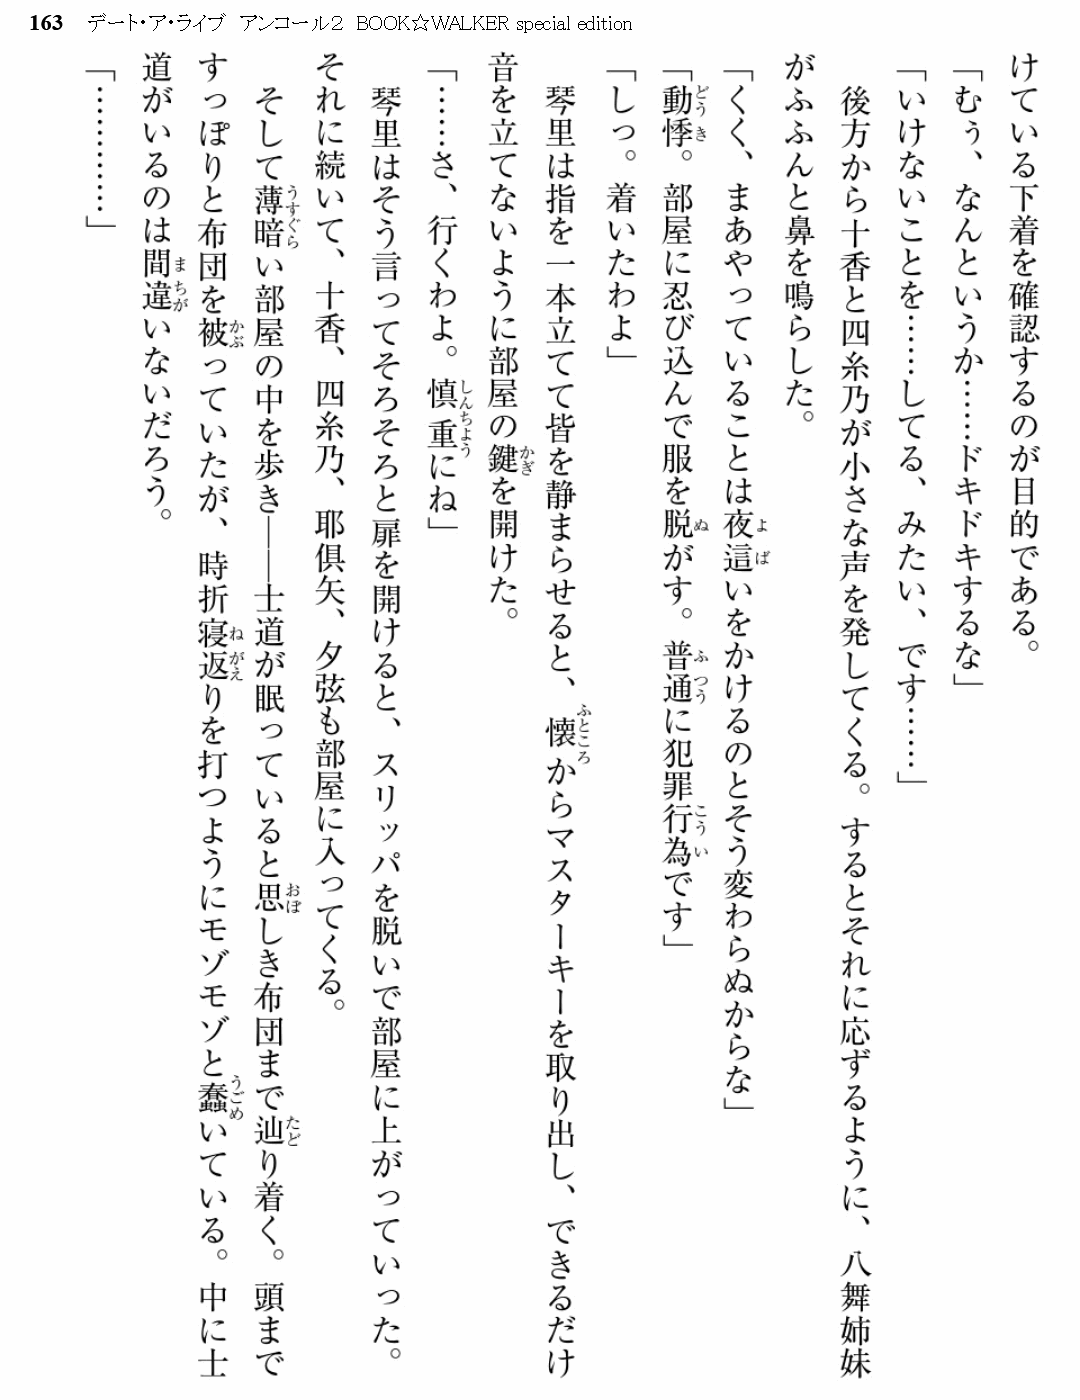 163 デート・ア・ライブ アンコール2 BOOK☆WALKER special edition
けている下着を確認するのが目的である。
「むぅ、なんというか……ドキドキするな」
「いけないことを……してる、みたい、です……」
後方から十香と四糸乃が小さな声を発してくる。するとそれに応ずるように、八舞姉妹
がふふんと鼻を鳴らした。
「くく、まあやっていることは夜這いをかけるのとそう変わらぬからな」
「動悸。部屋に忍び込んで服を脱がす。普通に犯罪行為です」
「しっ。着いたわよ」
琴里は指を一本立てて皆を静まらせると、懐からマスターキーを取り出し、できるだけ
音を立てないように部屋の鍵を開けた。
「……さ、行くわよ。慎重にね」
琴里はそう言ってそろそろと扉を開けると、スリッパを脱いで部屋に上がっていった。
それに続いて、十香、四糸乃、耶倶矢、夕弦も部屋に入ってくる。
そして薄暗い部屋の中を歩き――士道が眠っていると思しき布団まで辿り着く。頭まで
すっぽりと布団を被っていたが、時折寝返りを打つようにモゾモゾと蠢いている。中に士
道がいるのは間違いないだろう。
「…………」